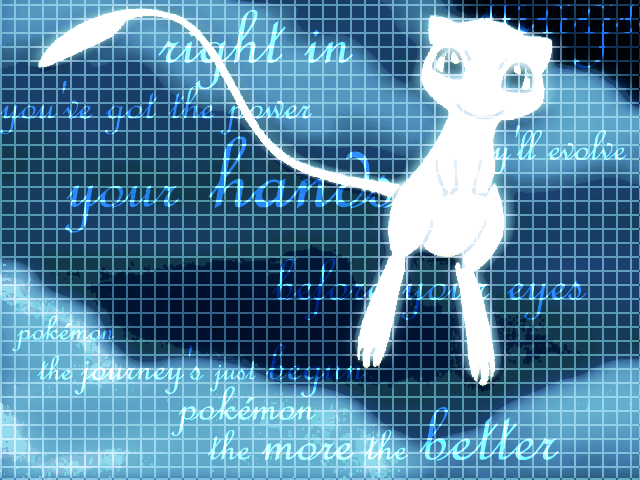 right in
you've got the power
y'll evolve
your hands
before your eyes
pokémon
the journey's just begun
pokémon
the more the better